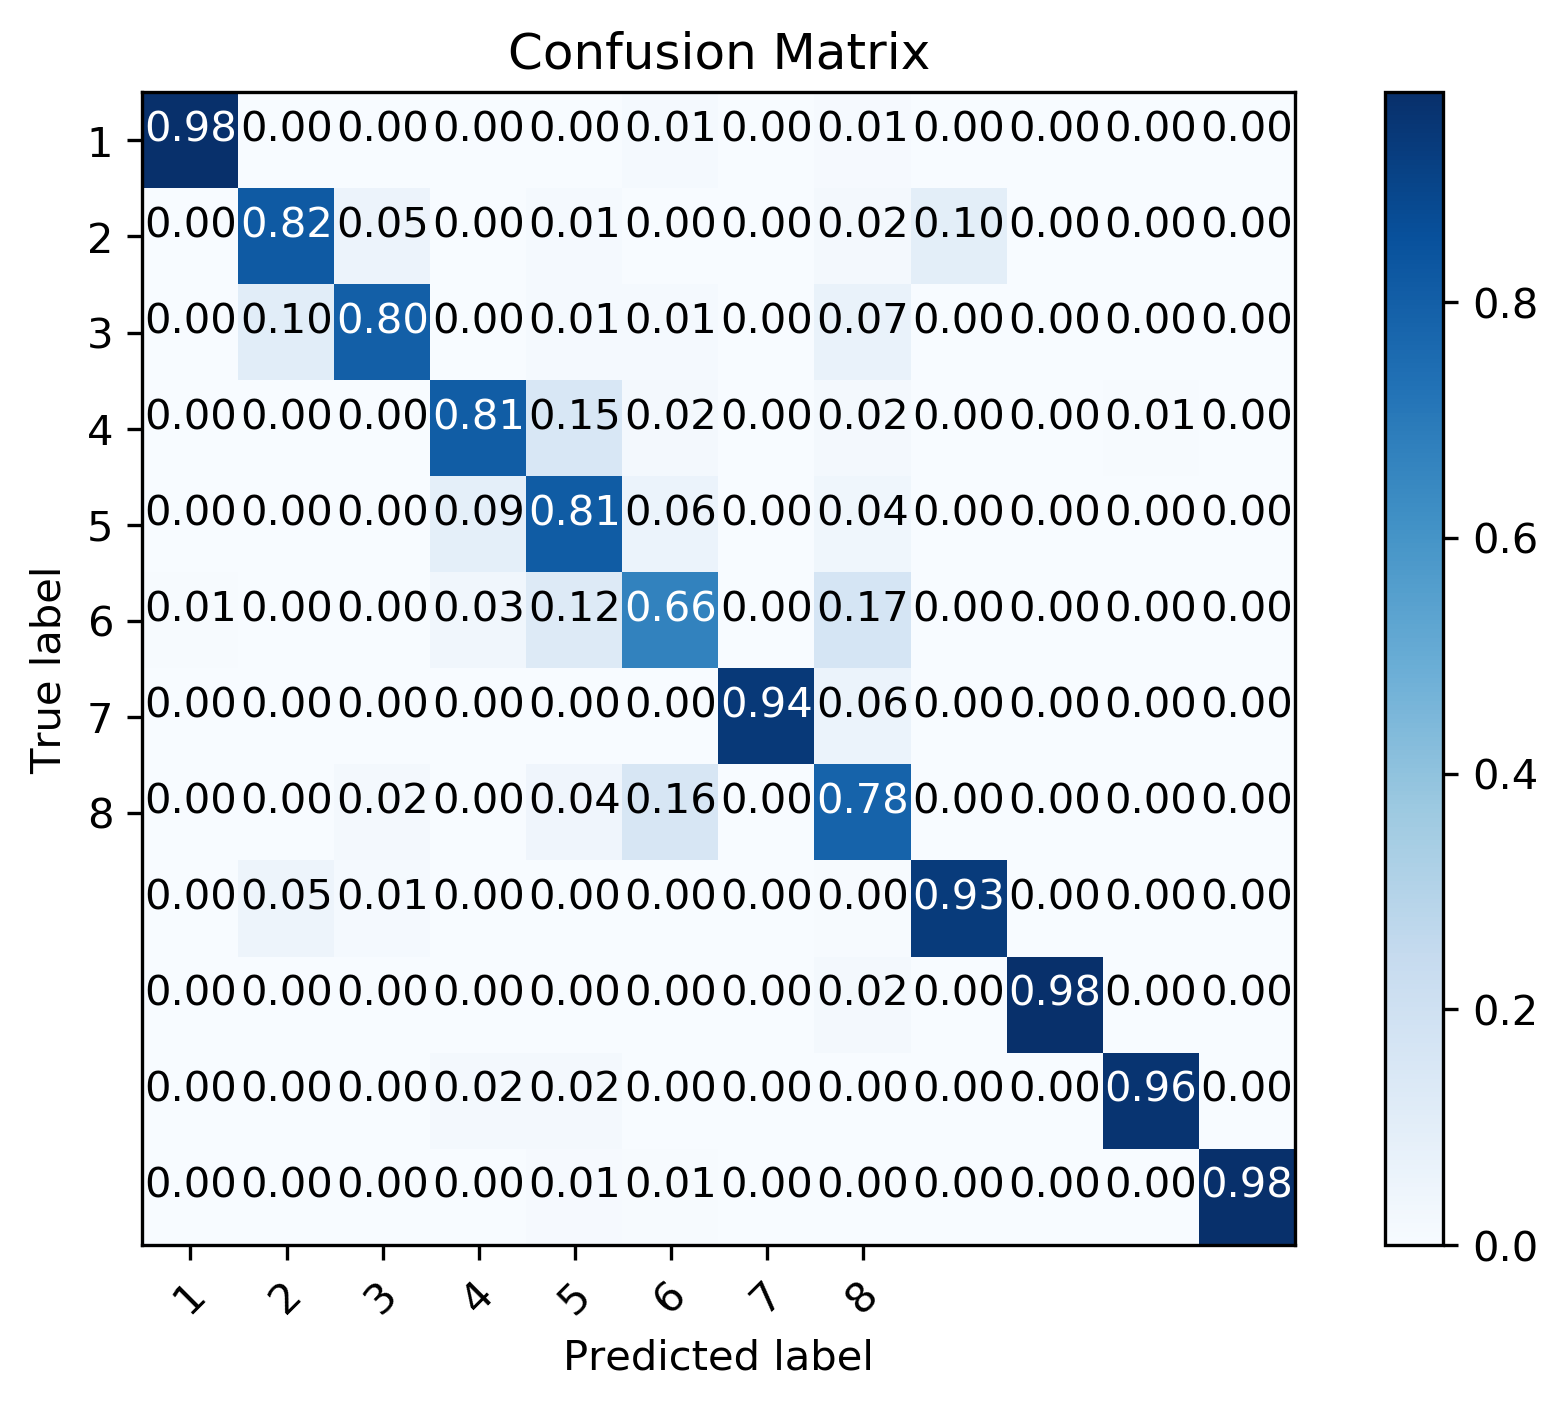 Confusion Matrix
1 0.98 0.00 0.00 0.00 0.00 0.01 0.00 0.01 0.00 0.00 0.00 0.00
2 0.00 0.82 0.05 0.00 0.01 0.00 0.00 0.02 0.10 0.00 0.00 0.00
3 0.00 0.10 0.80 0.00 0.01 0.01 0.00 0.07 0.00 0.00 0.00 0.00
4 0.00 0.00 0.00 0.81 0.15 0.02 0.00 0.02 0.00 0.00 0.01 0.00
5 0.00 0.00 0.00 0.09 0.81 0.06 0.00 0.04 0.00 0.00 0.00 0.00
6 0.01 0.00 0.00 0.03 0.12 0.66 0.00 0.17 0.00 0.00 0.00 0.00
7 0.00 0.00 0.00 0.00 0.00 0.00 0.94 0.06 0.00 0.00 0.00 0.00
8 0.00 0.00 0.02 0.00 0.04 0.16 0.00 0.78 0.00 0.00 0.00 0.00
0.00 0.05 0.01 0.00 0.00 0.00 0.00 0.00 0.93 0.00 0.00 0.00
0.00 0.00 0.00 0.00 0.00 0.00 0.00 0.02 0.00 0.98 0.00 0.00
0.00 0.00 0.00 0.02 0.02 0.00 0.00 0.00 0.00 0.00 0.96 0.00
0.00 0.00 0.00 0.00 0.01 0.01 0.00 0.00 0.00 0.00 0.00 0.98
1 2 3 4 5 6 7 8
Predicted label
True label
0.8
0.6
0.4
0.2
0.0